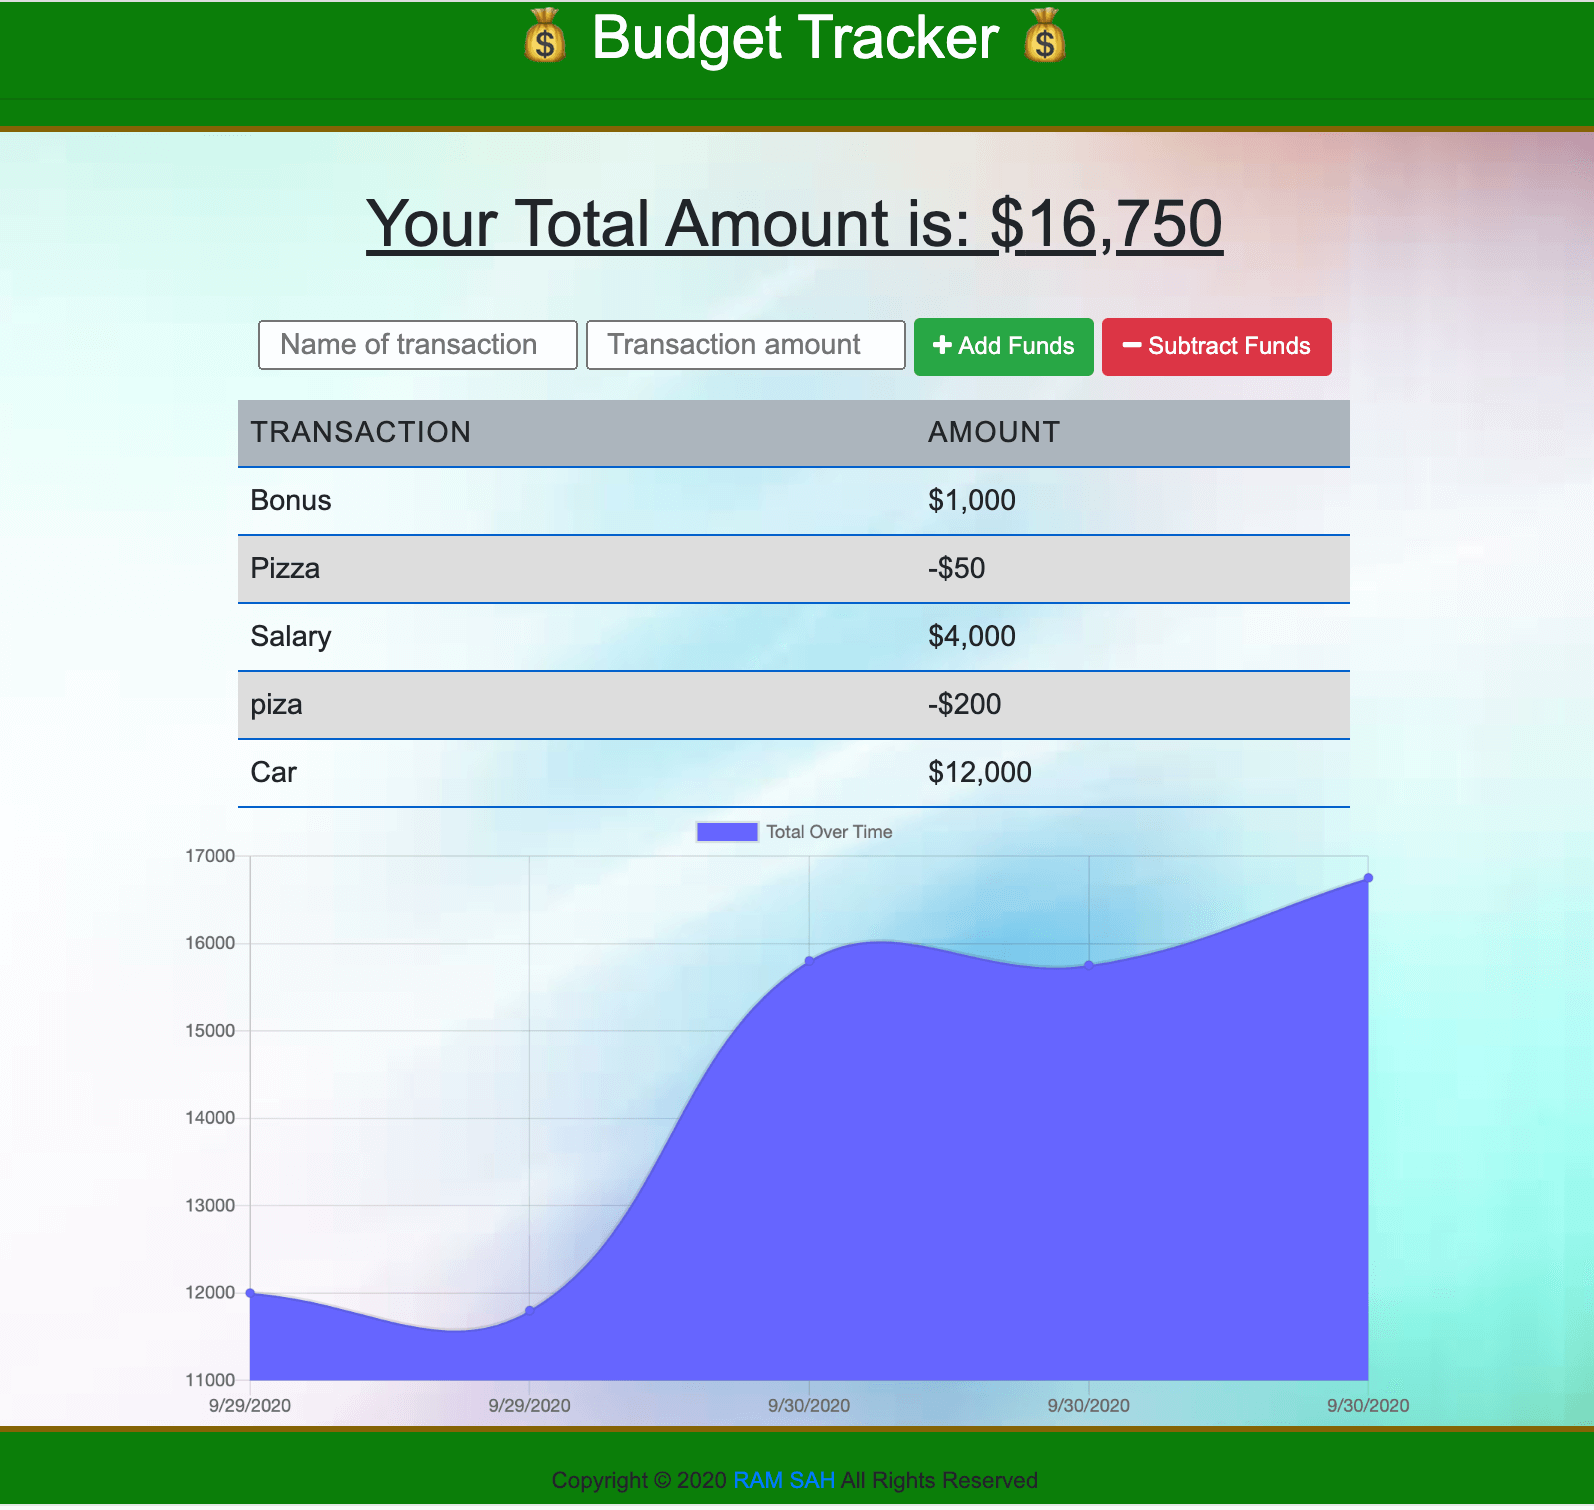 💰 Budget Tracker 💰
Your Total Amount is: $16,750
Name of transaction Transaction amount Add Funds Subtract Funds
TRANSACTION AMOUNT
Bonus $1,000
Pizza -$50
Salary $4,000
piza -$200
Car $12,000
Total Over Time
17000
16000
15000
14000
13000
12000
11000
9/29/2020 9/29/2020 9/30/2020 9/30/2020 9/30/2020
Copyright © 2020 RAM SAH All Rights Reserved